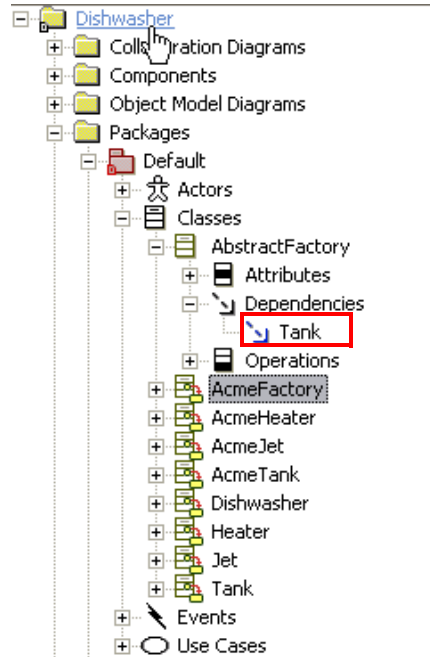 Dishwasher
Collaboration Diagrams
Components
Object Model Diagrams
Packages
Default
Actors
Classes
AbstractFactory
Attributes
Dependencies
Tank
Operations
AcmeFactory
AcmeHeater
AcmeJet
AcmeTank
Dishwasher
Heater
Jet
Tank
Events
Use Cases